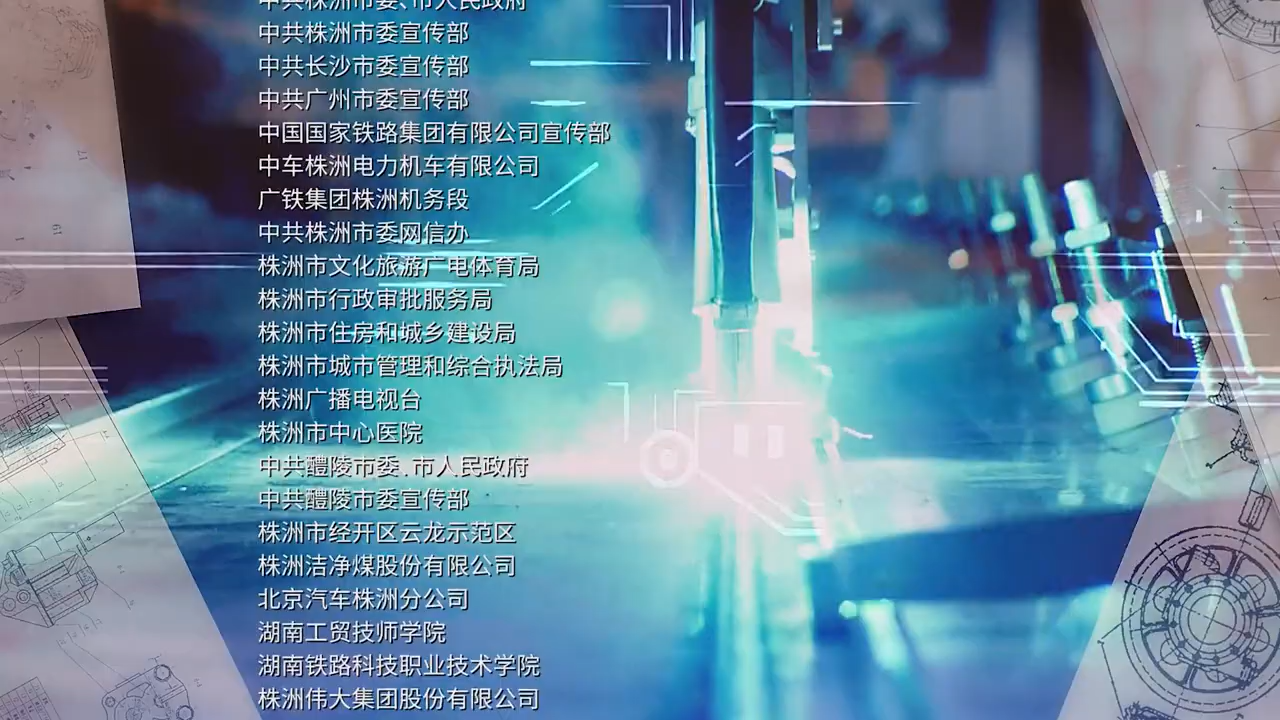 中共株洲市委、市人民政府
中共株洲市委宣传部
中共长沙市委宣传部
中共广州市委宣传部
中国国家铁路集团有限公司宣传部
中车株洲电力机车有限公司
广铁集团株洲机务段
中共株洲市委网信办
株洲市文化旅游广电体育局
株洲市行政审批服务局
株洲市住房和城乡建设局
株洲市城市管理和综合执法局
株洲广播电视台
株洲市中心医院
中共醴陵市委、市人民政府
中共醴陵市委宣传部
株洲市经开区云龙示范区
株洲洁净煤股份有限公司
北京汽车株洲分公司
湖南工贸技师学院
湖南铁路科技职业技术学院
株洲伟大集团股份有限公司